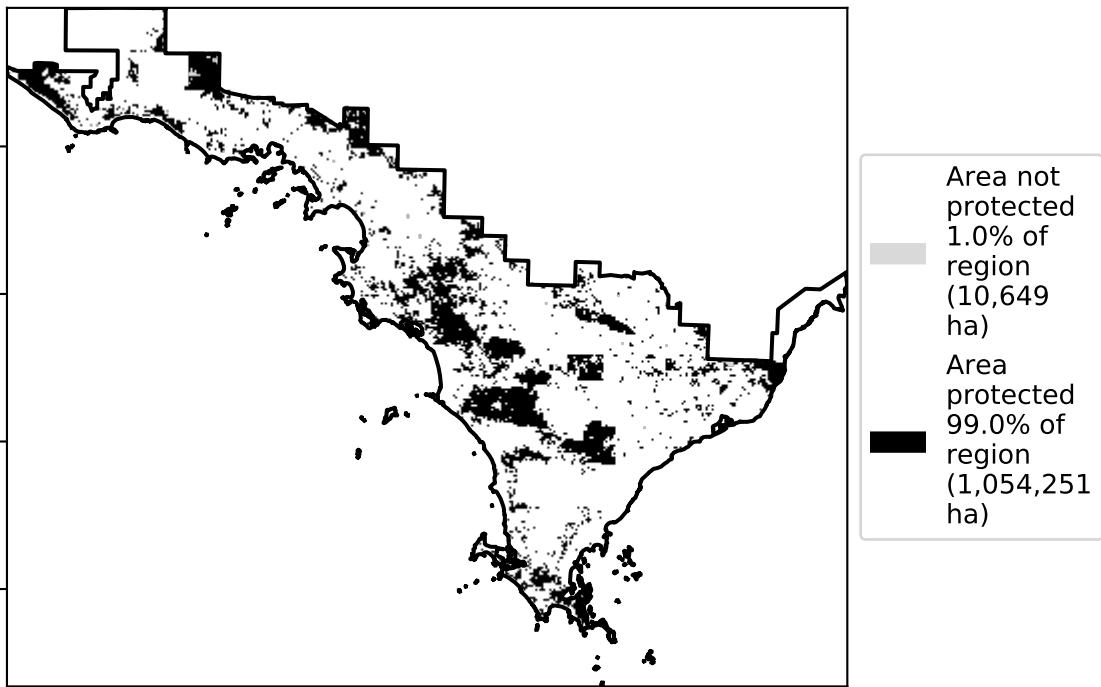 Area not
protected
1.0% of
region
(10,649
ha)
Area
protected
99.0% of
region
(1,054,251
ha)